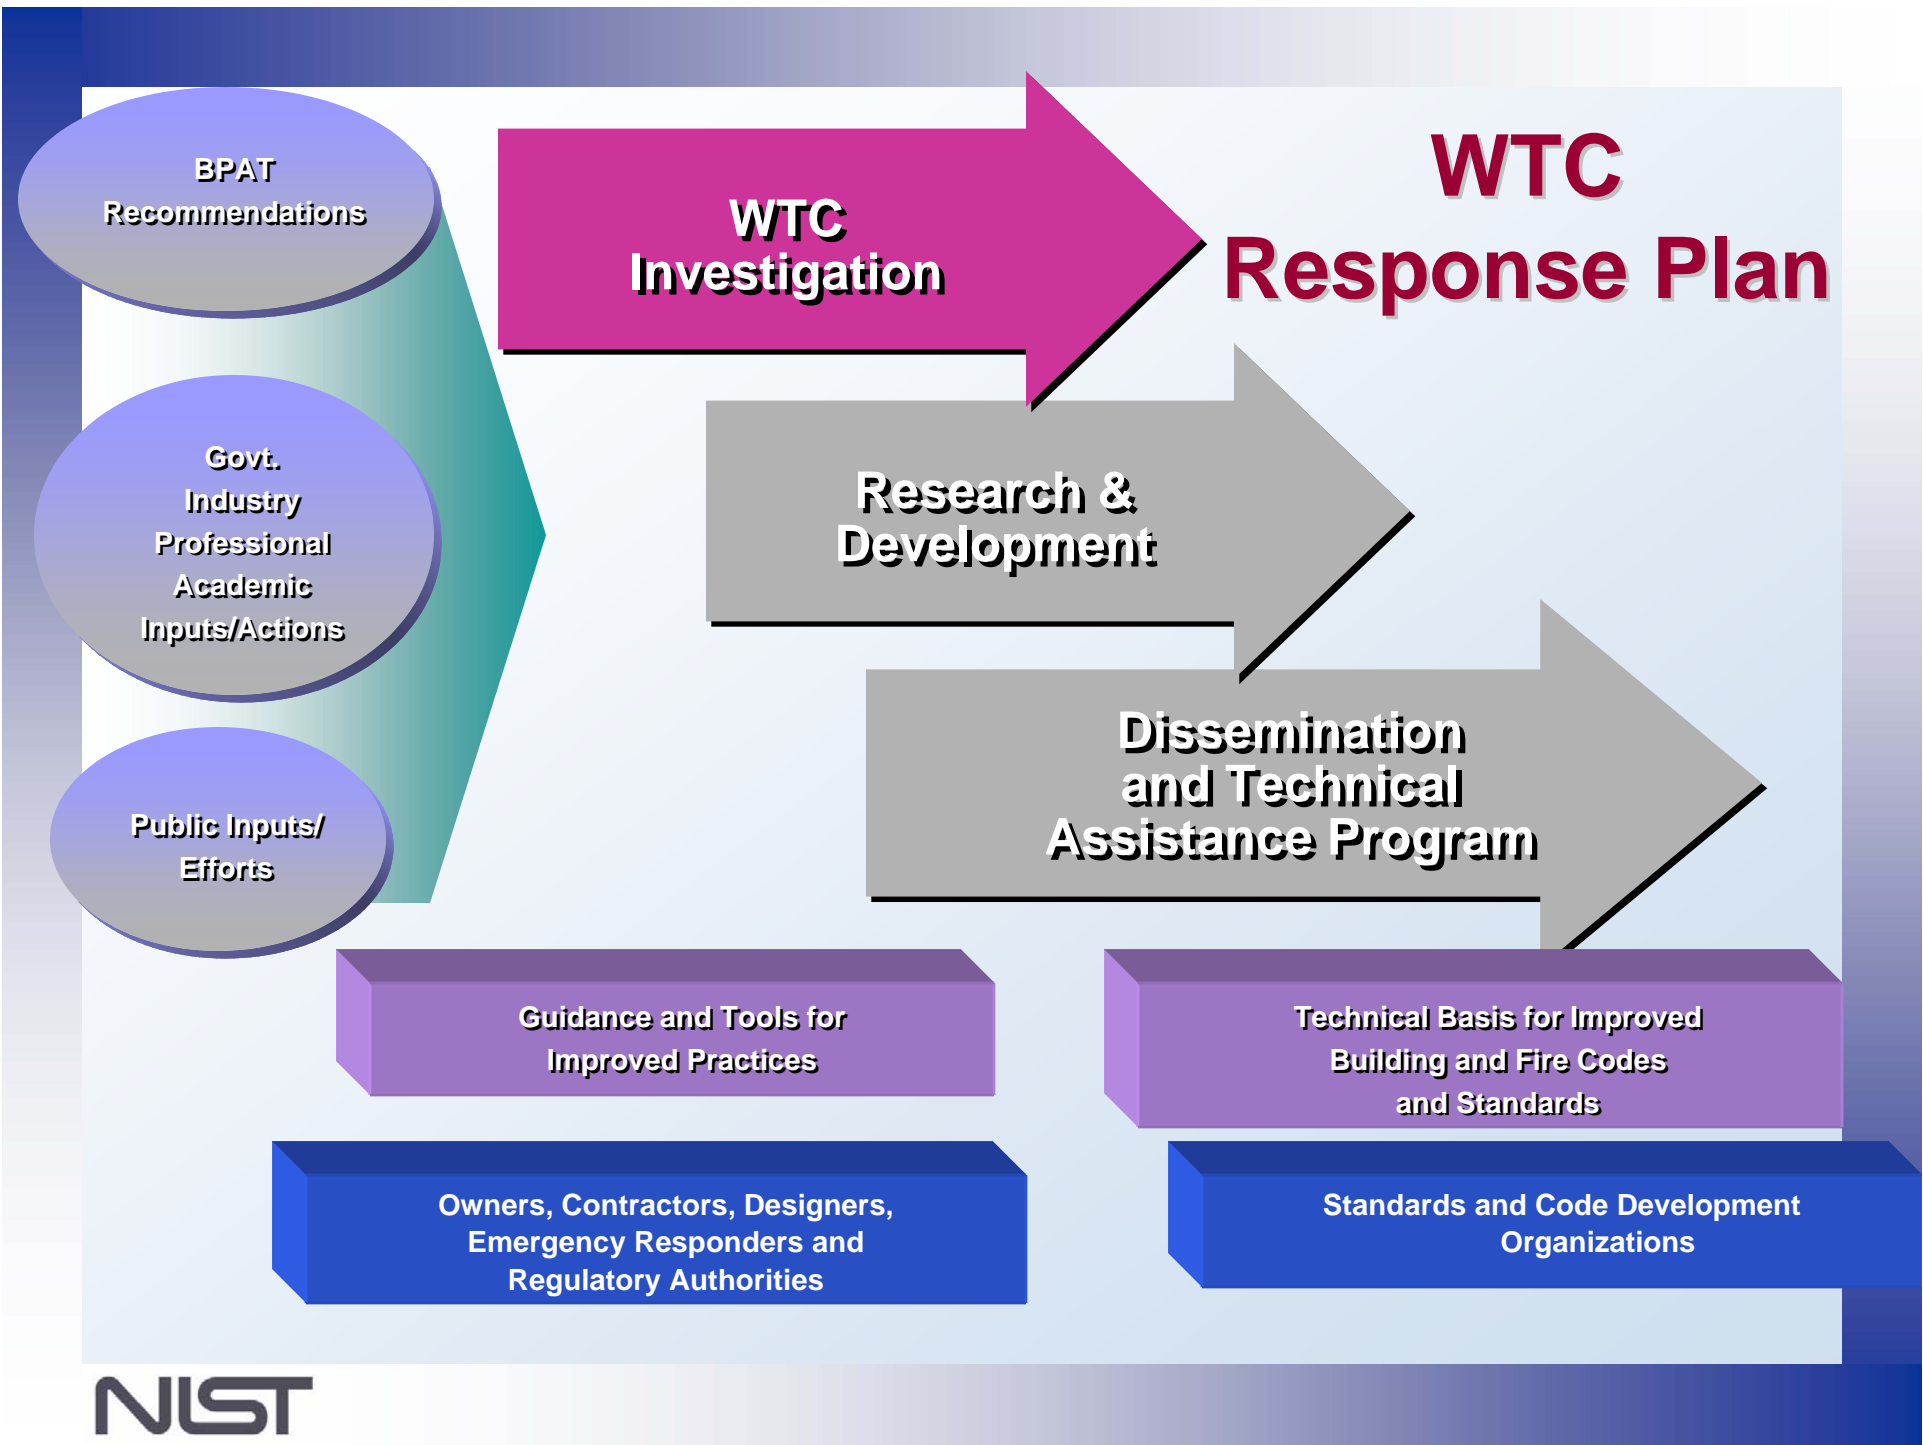 WTC
Response Plan
BPAT
Recommendations
Govt.
Industry
Professional
Academic
Inputs/Actions
Public Inputs/
Efforts
WTC
Investigation
Research &
Development
Dissemination
and Technical
Assistance Program
Guidance and Tools for
Improved Practices
Technical Basis for Improved
Building and Fire Codes
and Standards
Owners, Contractors, Designers,
Emergency Responders and
Regulatory Authorities
Standards and Code Development
Organizations
NIST